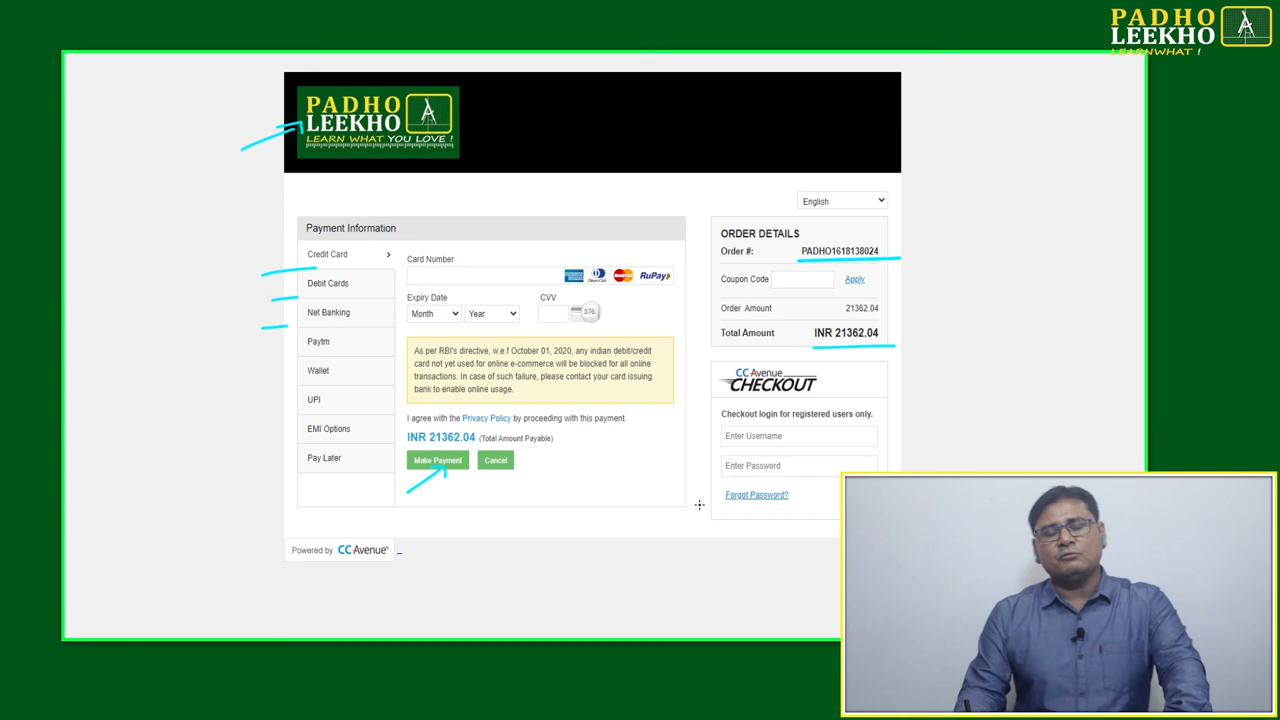 PADHO
LEEKHO
LEARN WHAT !
PADHO
LEEKHO
LEARN WHAT YOU LOVE !
English
Payment Information
Credit Card
Debit Cards
Net Banking
Paytm
Wallet
UPI
EMI Options
Pay Later
Card Number
RuPay
Expiry Date
CVV
Month
Year
576
As per RBI's directive, w.e.f October 01, 2020, any indian debit/credit
card not yet used for online e-commerce will be blocked for all online
transactions. In case of such failure, please contact your card issuing
bank to enable online usage.
I agree with the Privacy Policy by proceeding with this payment.
INR 21362.04 (Total Amount Payable)
Make Payment
Cancel
ORDER DETAILS
Order #: PADHO1618138024
Coupon Code Apply
Order Amount 21362.04
Total Amount INR 21362.04
CCAvenue
CHECKOUT
Checkout login for registered users only.
Enter Username
Enter Password
Forgot Password?
Powered by CCAvenue